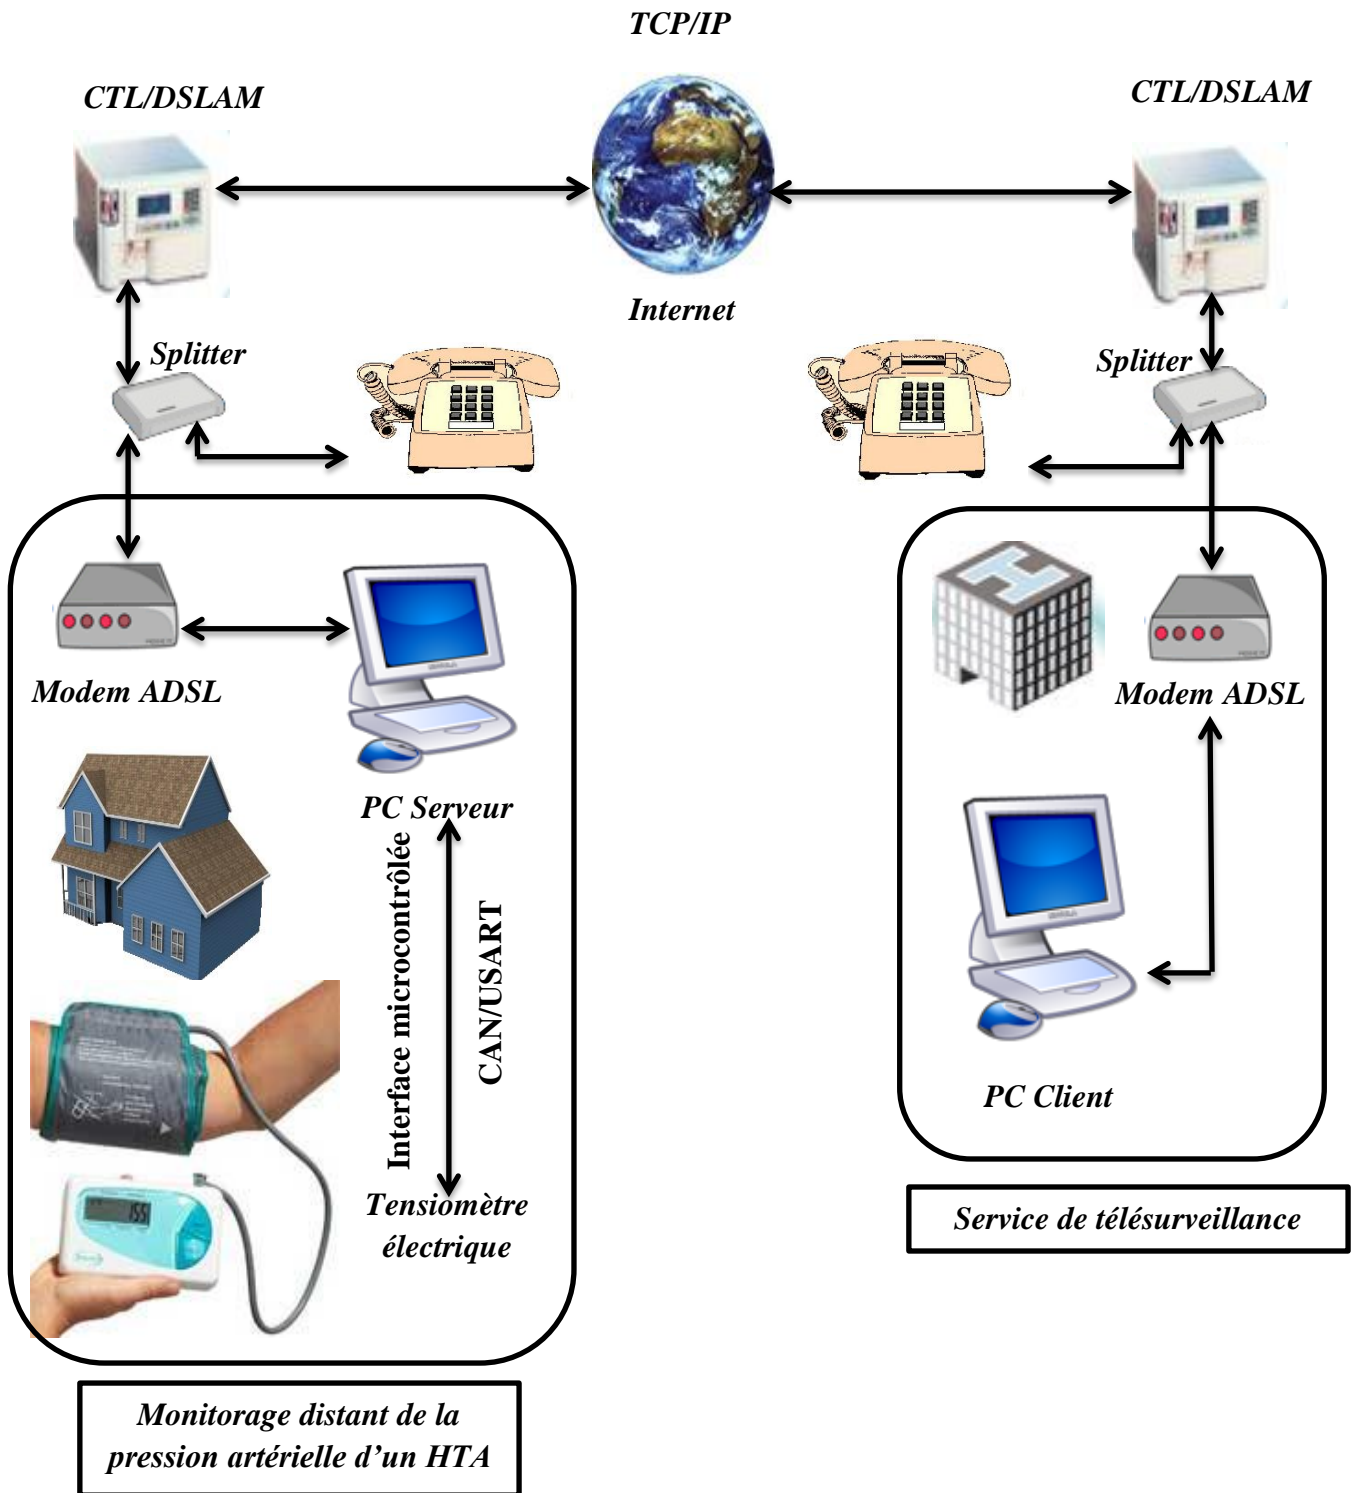 TCP/IP
CTL/DSLAM
CTL/DSLAM
Internet
Splitter
Splitter
Modem ADSL
Modem ADSL
PC Serveur
Interface microcontrôlée
CAN/USART
PC Client
155
Tensiomètre
électrique
Service de télésurveillance
Monitorage distant de la
pression artérielle d’un HTA